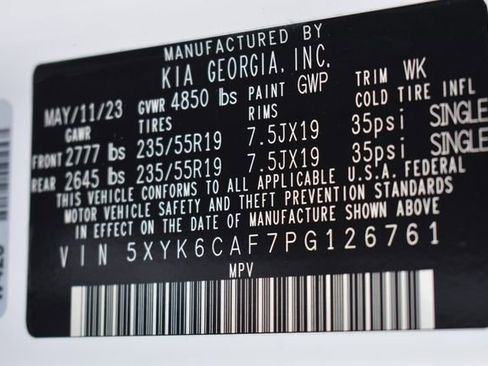 MANUFACTURED BY
KIA GEORGIA, INC.
MAY/11/23 GVWR 4850 lbs PAINT GWP TRIM WK
GAWR TIRES RIMS COLD TIRE INFL
FRONT 2777 lbs 235/55R19 7.5JX19 35psi SINGLE
REAR 2645 lbs 235/55R19 7.5JX19 35psi SINGLE
THIS VEHICLE CONFORMS TO ALL APPLICABLE U.S.A. FEDERAL
MOTOR VEHICLE SAFETY AND THEFT PREVENTION STANDARDS
IN EFFECT ON THE DATE OF MANUFACTURE SHOWN ABOVE
VIN 5XYK6CAF7PG126761
MPV